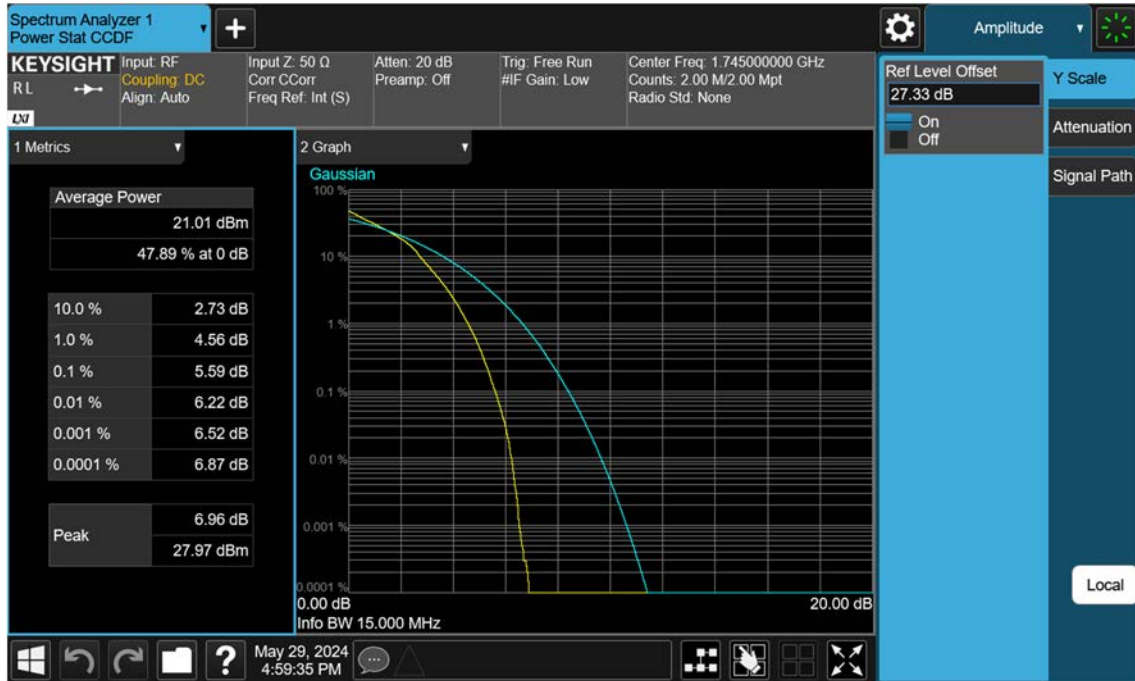 Spectrum Analyzer 1
Power Stat CCDF
+
Amplitude
KEYSIGHT
R L
LXI
Input: RF
Coupling: DC
Align: Auto
Input Z: 50 Ω
Corr CCorr
Freq Ref: Int (S)
Atten: 20 dB
Preamp: Off
Trig: Free Run
#IF Gain: Low
Center Freq: 1.745000000 GHz
Counts: 2.00 M/2.00 Mpt
Radio Std: None
Ref Level Offset
27.33 dB
On
Off
Y Scale
Attenuation
Signal Path
1 Metrics
Average Power
21.01 dBm
47.89 % at 0 dB
10.0 % 2.73 dB
1.0 % 4.56 dB
0.1 % 5.59 dB
0.01 % 6.22 dB
0.001 % 6.52 dB
0.0001 % 6.87 dB
Peak 6.96 dB
27.97 dBm
2 Graph
Gaussian
100 %
10 %
1 %
0.1 %
0.01 %
0.001 %
0.0001 %
0.00 dB 20.00 dB
Info BW 15.000 MHz
Local
?
May 29, 2024
4:59:35 PM